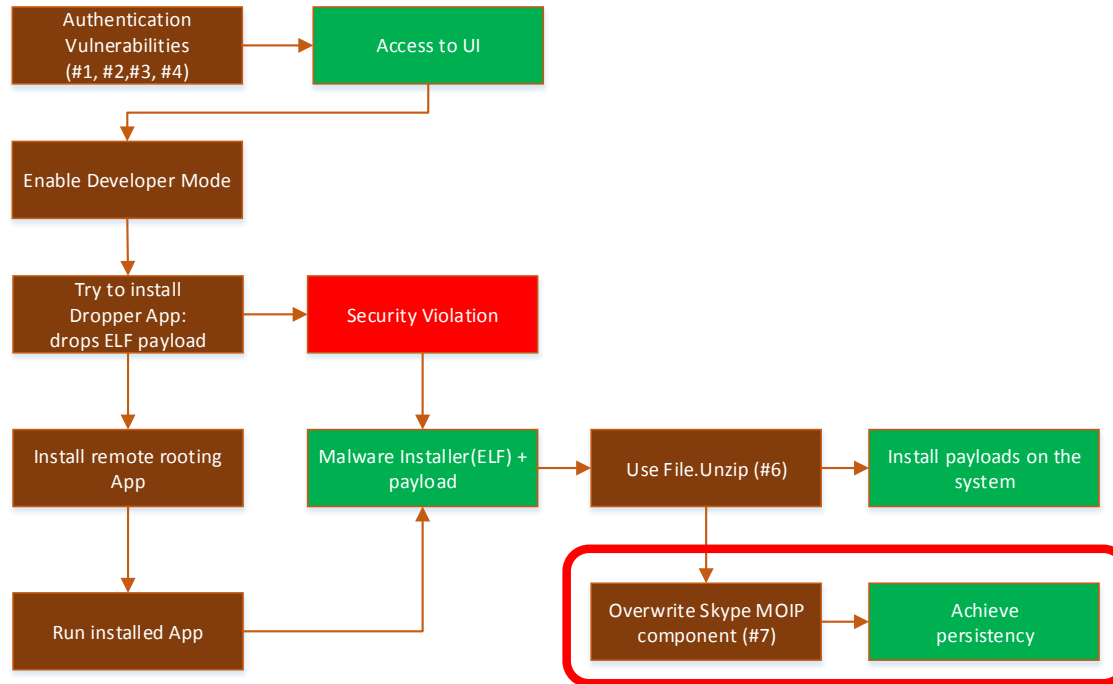 Authentication
Vulnerabilities
(#1, #2,#3, #4)
Access to UI
Enable Developer Mode
Try to install
Dropper App:
drops ELF payload
Security Violation
Install remote rooting
App
Malware Installer(ELF) +
payload
Use File.Unzip (#6)
Install payloads on the
system
Run installed App
Overwrite Skype MOIP
component (#7)
Achieve
persistency